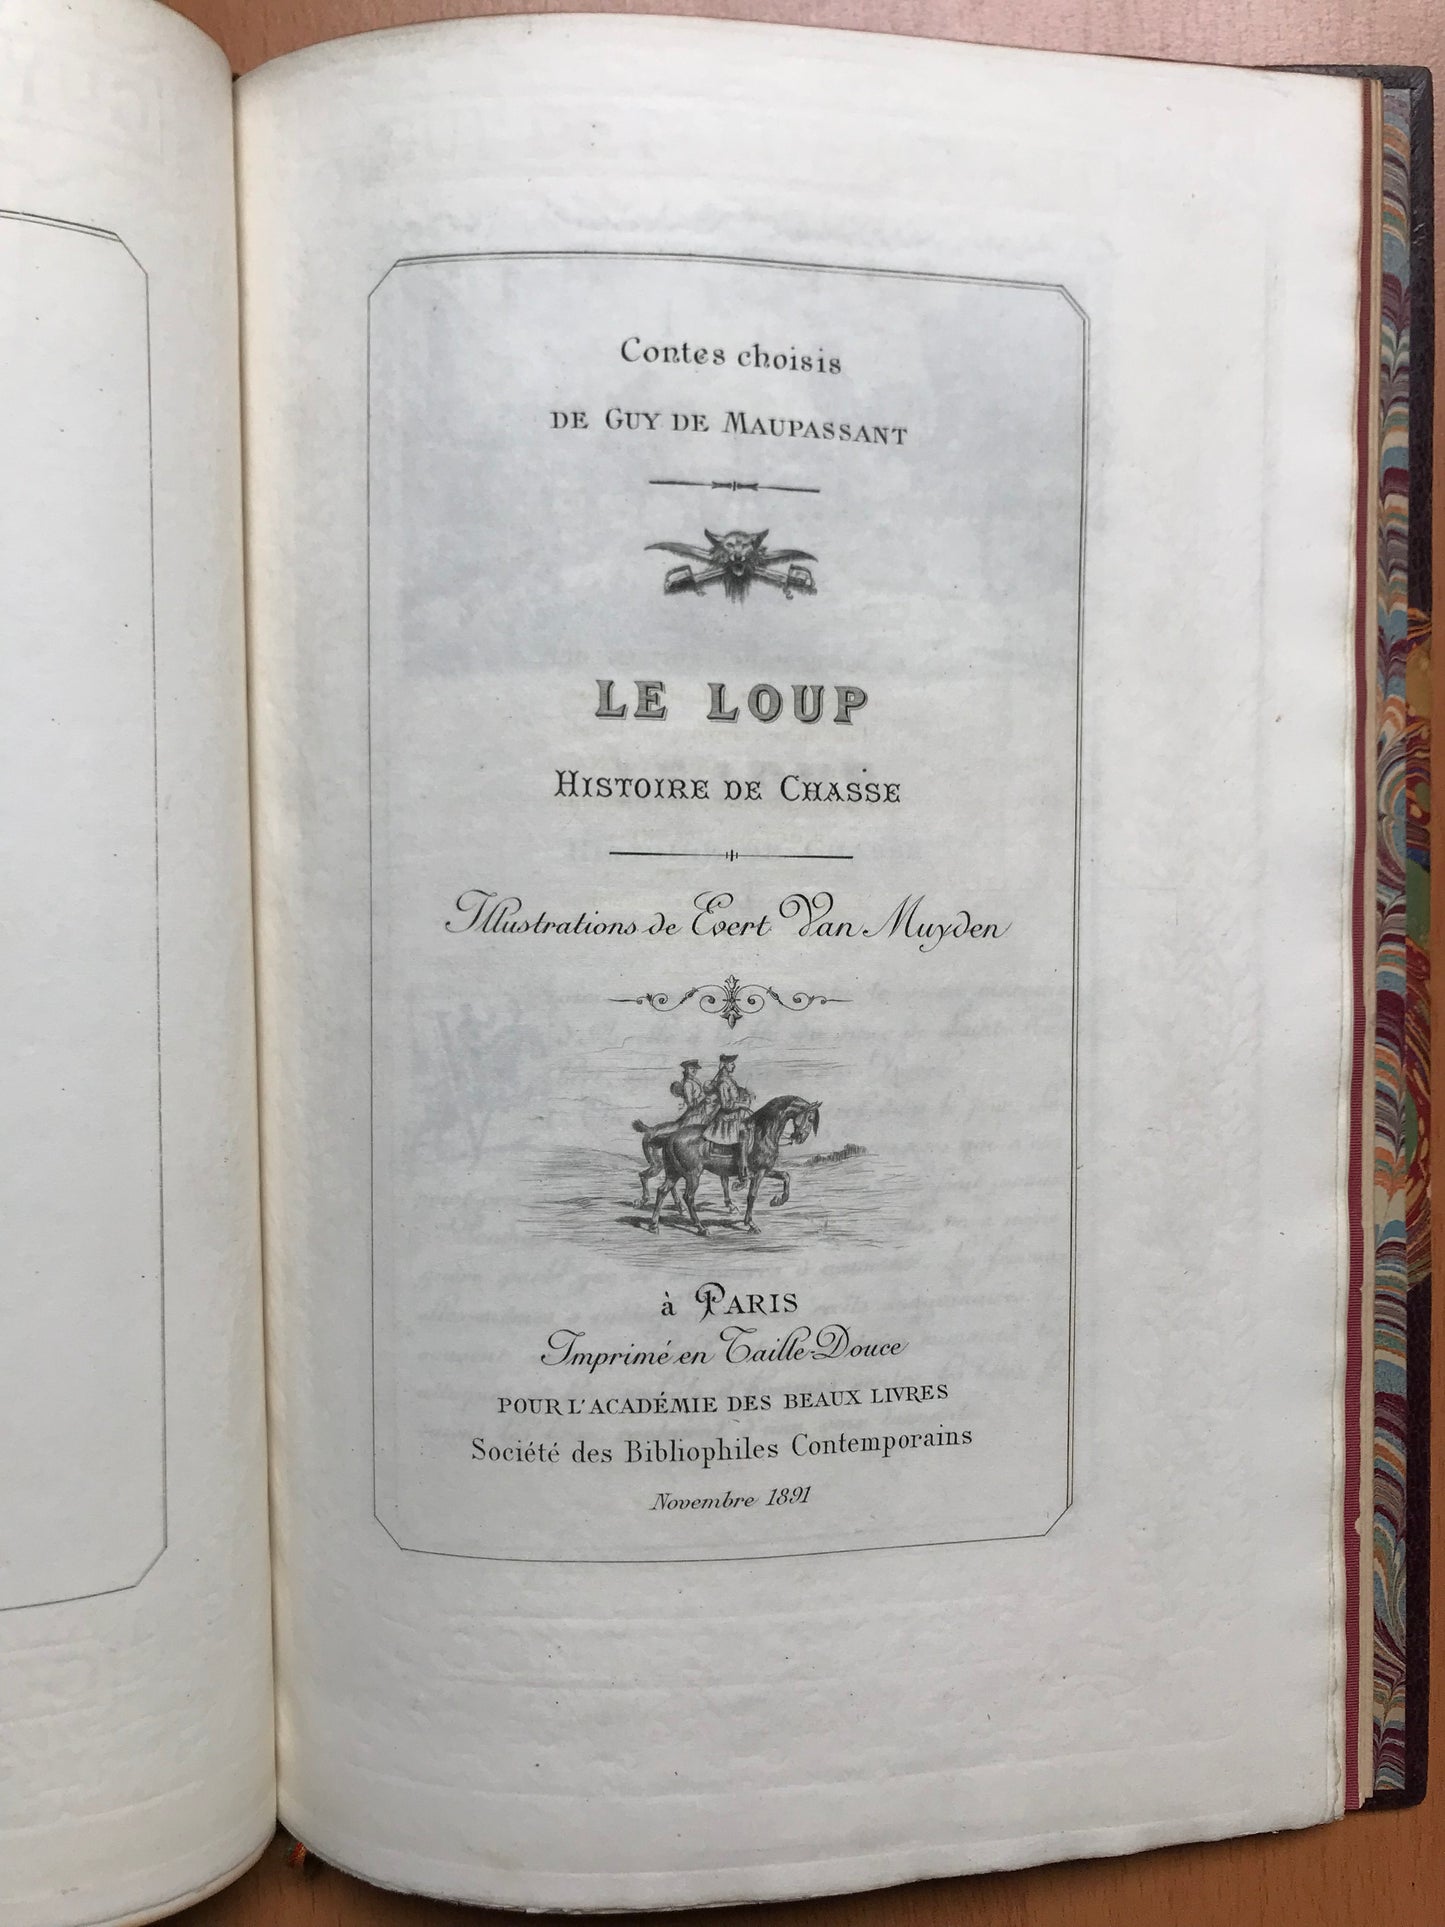 Contes choisis
DE GUY DE MAUPASSANT
LE LOUP
HISTOIRE DE CHASSE
Illustrations de Evert Van Muyden
à PARIS
Imprimé en Taille-Douce
POUR L'ACADÉMIE DES BEAUX LIVRES
Société des Bibliophiles Contemporains
Novembre 1891